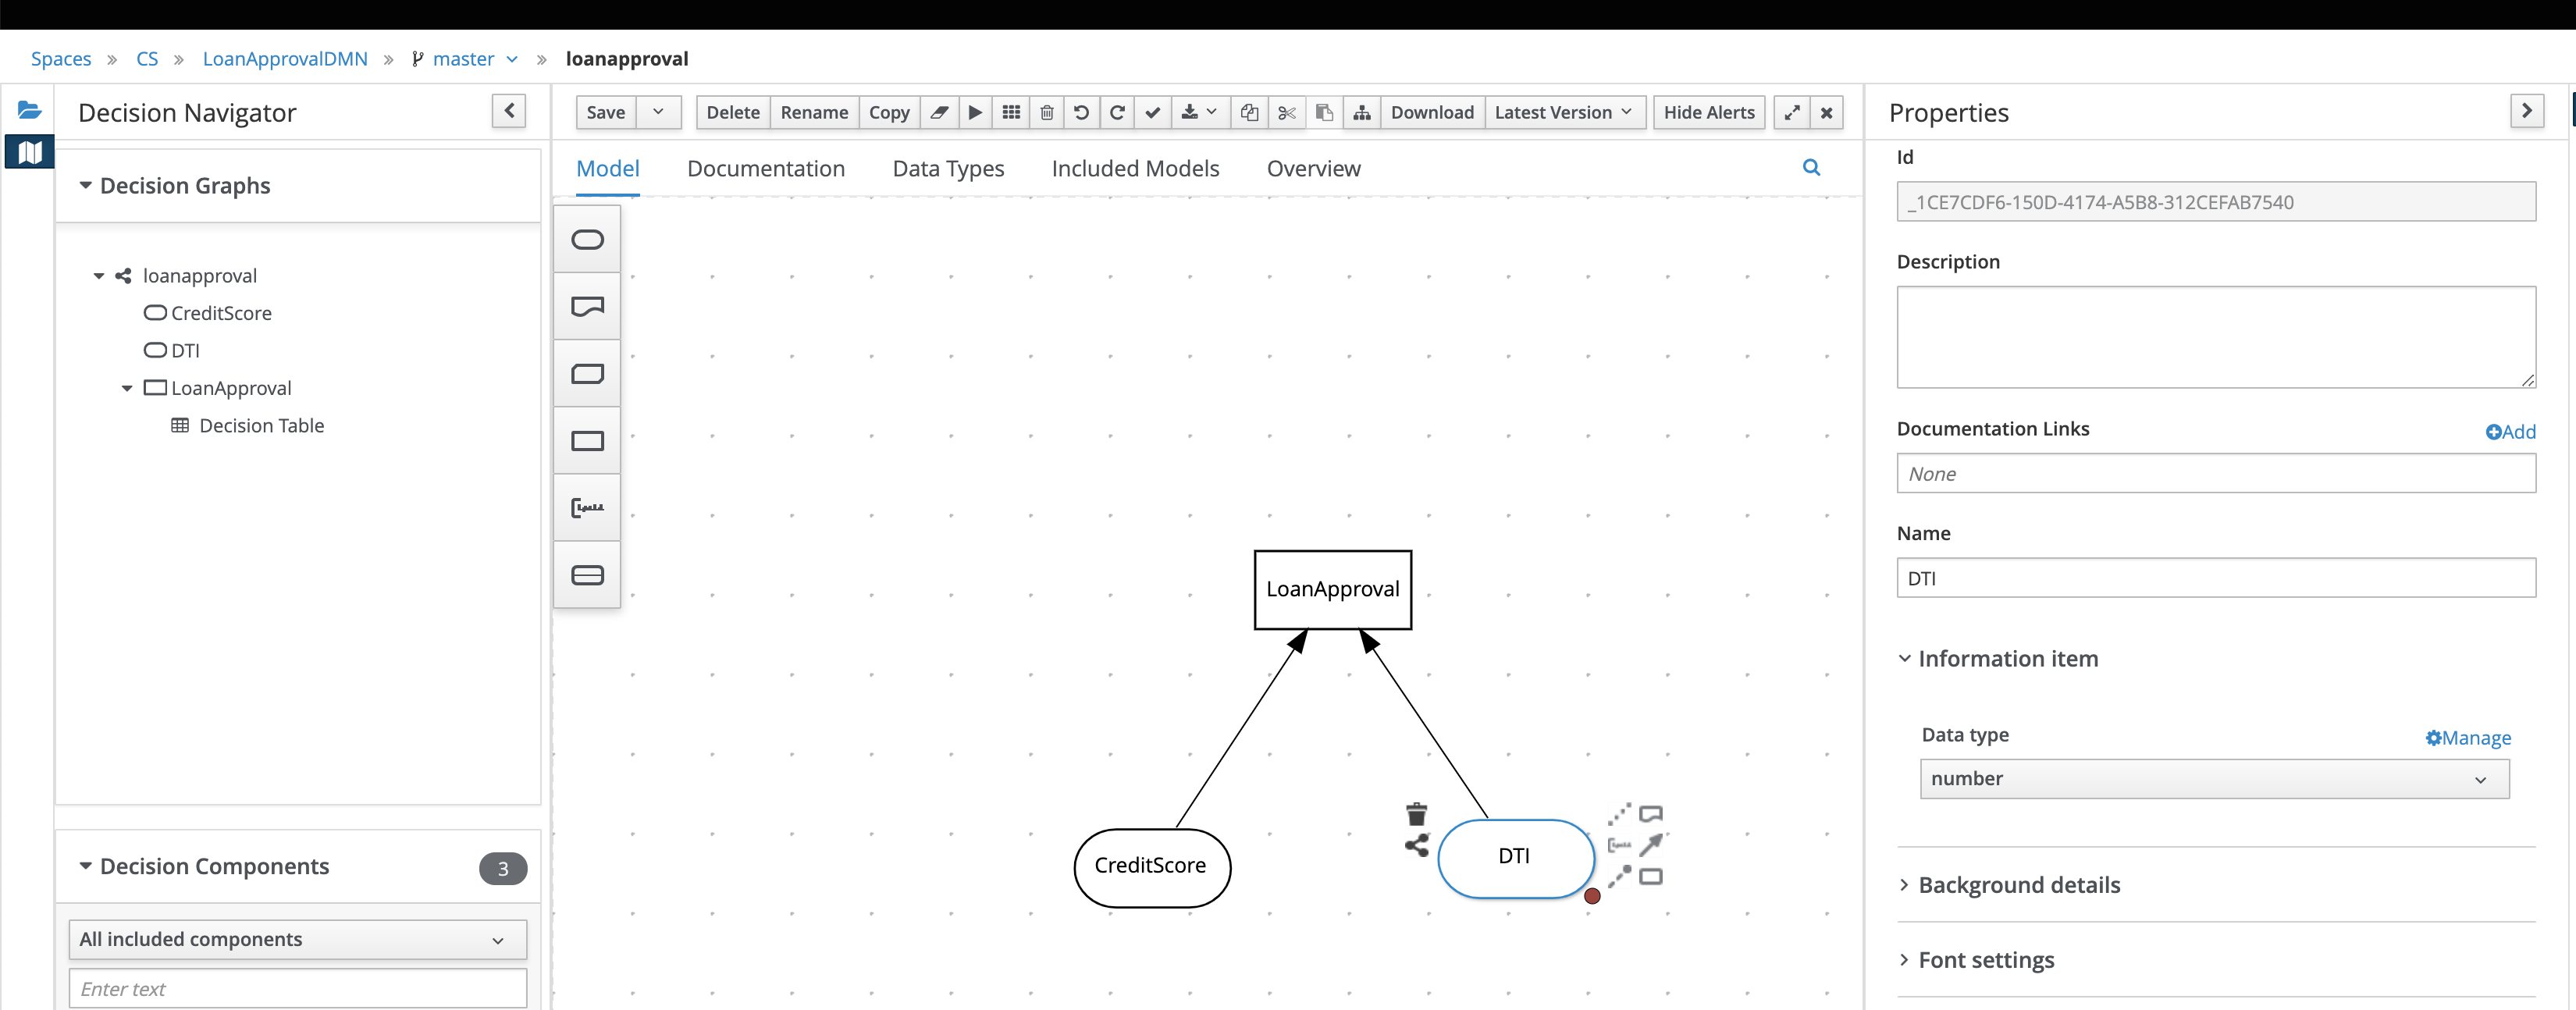 Spaces » CS » LoanApprovalDMN » master » loanapproval
Decision Navigator
Decision Graphs
loanapproval
CreditScore
DTI
LoanApproval
Decision Table
Decision Components 3
All included components
Enter text
Save Delete Rename Copy Download Latest Version Hide Alerts
Model Documentation Data Types Included Models Overview
LoanApproval
CreditScore
DTI
Properties
Id
_1CE7CDF6-150D-4174-A5B8-312CEFAB7540
Description
Documentation Links Add
None
Name
DTI
Information item
Data type Manage
number
Background details
Font settings